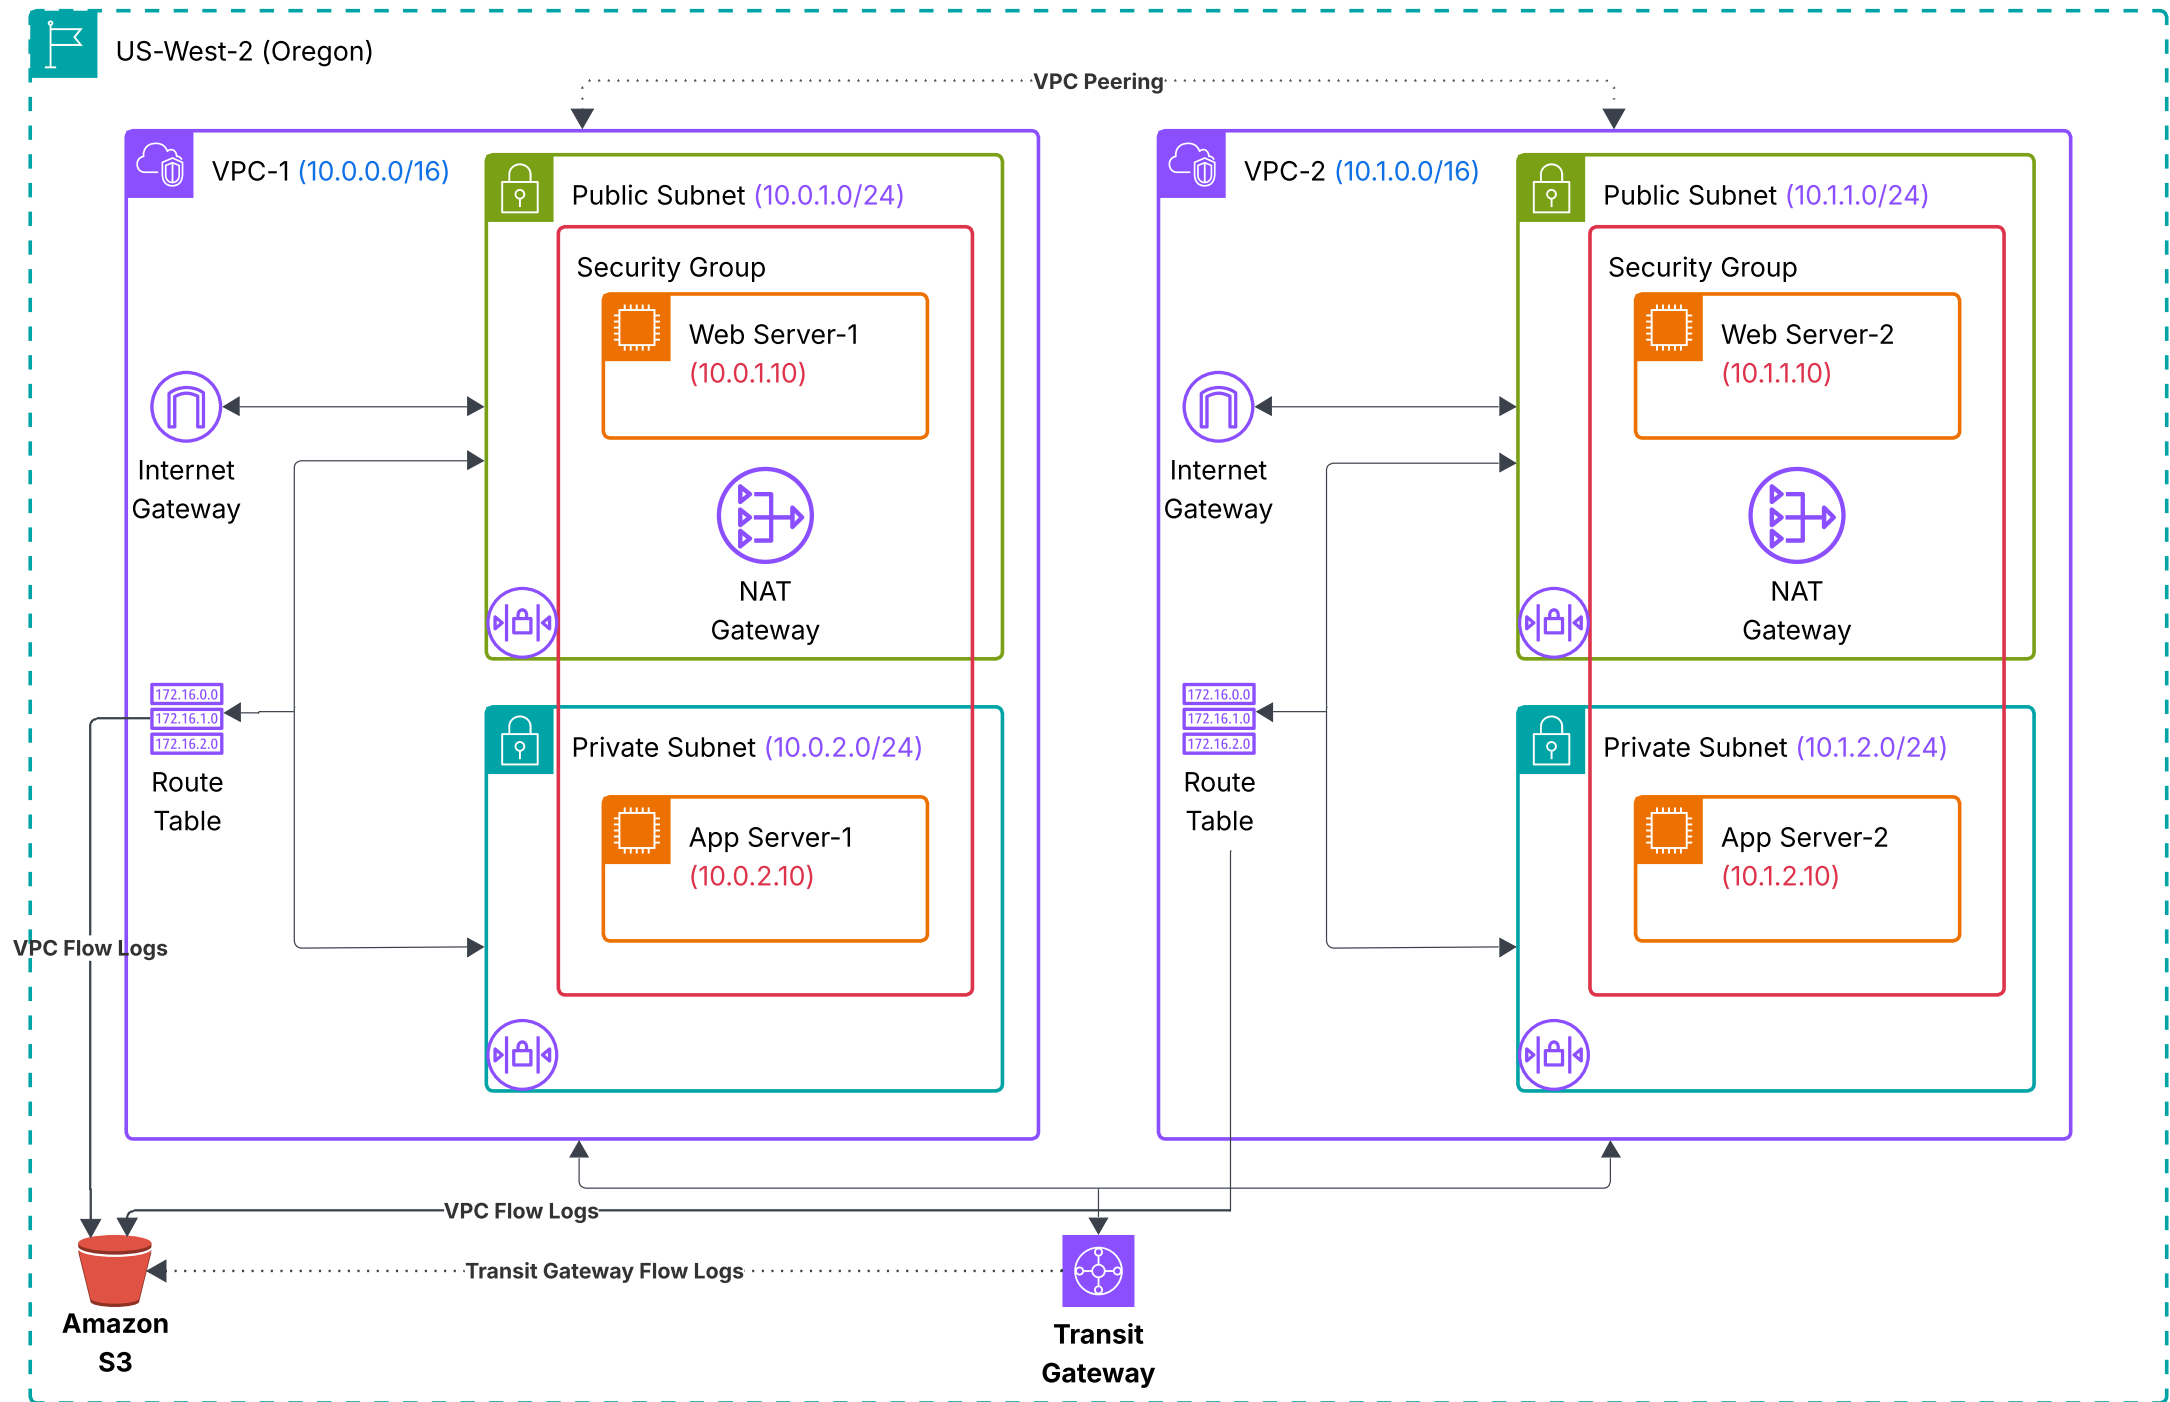 US-West-2 (Oregon)
VPC Peering
VPC-1 (10.0.0.0/16)
Public Subnet (10.0.1.0/24)
Security Group
Web Server-1
(10.0.1.10)
Internet
Gateway
NAT
Gateway
172.16.0.0
172.16.1.0
172.16.2.0
Route
Table
Private Subnet (10.0.2.0/24)
App Server-1
(10.0.2.10)
VPC Flow Logs
VPC-2 (10.1.0.0/16)
Public Subnet (10.1.1.0/24)
Security Group
Web Server-2
(10.1.1.10)
Internet
Gateway
NAT
Gateway
172.16.0.0
172.16.1.0
172.16.2.0
Route
Table
Private Subnet (10.1.2.0/24)
App Server-2
(10.1.2.10)
VPC Flow Logs
Transit Gateway Flow Logs
Amazon
S3
Transit
Gateway